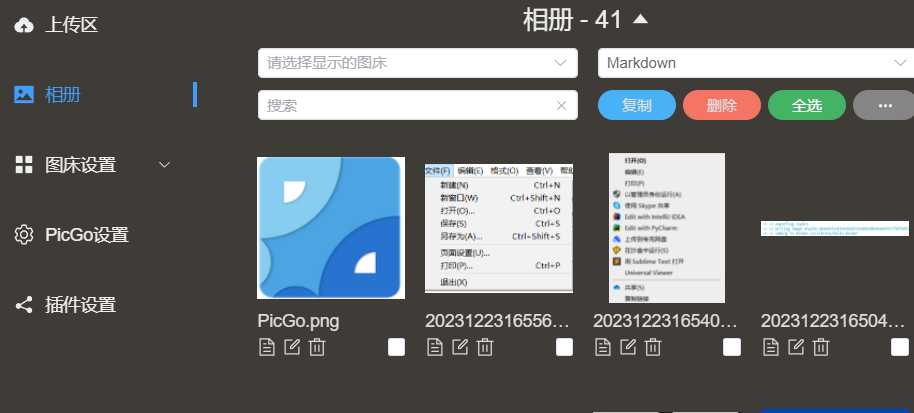 上传区
相册
图床设置
PicGo设置
插件设置
相册 - 41
请选择显示的图床
Markdown
搜索
复制
删除
全选
...
文件(F) 编辑(E) 格式(O) 查看(V) 帮助
新建(N) Ctrl+N
新窗口(W) Ctrl+Shift+N
打开(O)... Ctrl+O
保存(S) Ctrl+S
另存为(A)... Ctrl+Shift+S
页面设置(U)...
打印(P)... Ctrl+P
退出(X)
打开(O)
编辑(E)
打印(P)
以管理员身份运行(A)
使用 Skype 共享
Edit with IntelliJ IDEA
Edit with PyCharm
上传到夸克网盘
在沙盒中运行(S)
用 Sublime Text 打开
Universal Viewer
共享(S)
复制链接
PicGo.png
2023122316556...
2023122316540...
2023122316504...